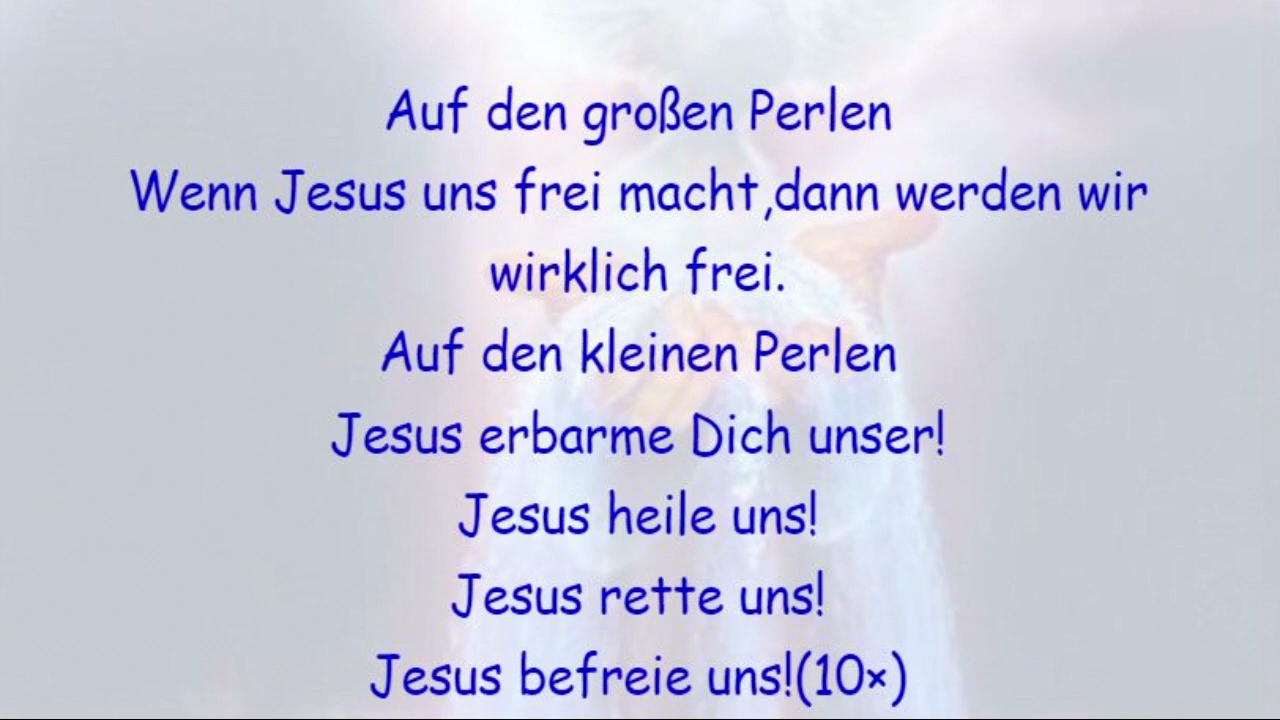 Auf den großen Perlen
Wenn Jesus uns frei macht,dann werden wir
wirklich frei.
Auf den kleinen Perlen
Jesus erbarme Dich unser!
Jesus heile uns!
Jesus rette uns!
Jesus befreie uns!(10×)